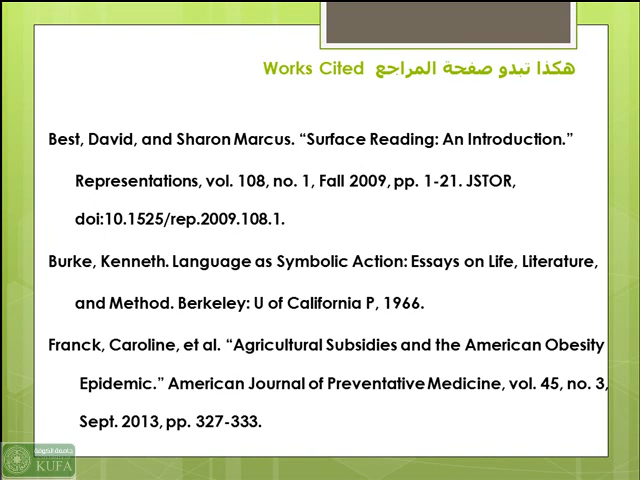 هكذا تبدو صفحة المراجع Works Cited
Best, David, and Sharon Marcus. “Surface Reading: An Introduction.”
Representations, vol. 108, no. 1, Fall 2009, pp. 1-21. JSTOR,
doi:10.1525/rep.2009.108.1.
Burke, Kenneth. Language as Symbolic Action: Essays on Life, Literature,
and Method. Berkeley: U of California P, 1966.
Franck, Caroline, et al. “Agricultural Subsidies and the American Obesity
Epidemic.” American Journal of Preventative Medicine, vol. 45, no. 3,
Sept. 2013, pp. 327-333.
جامعة الكوفة
KUFA